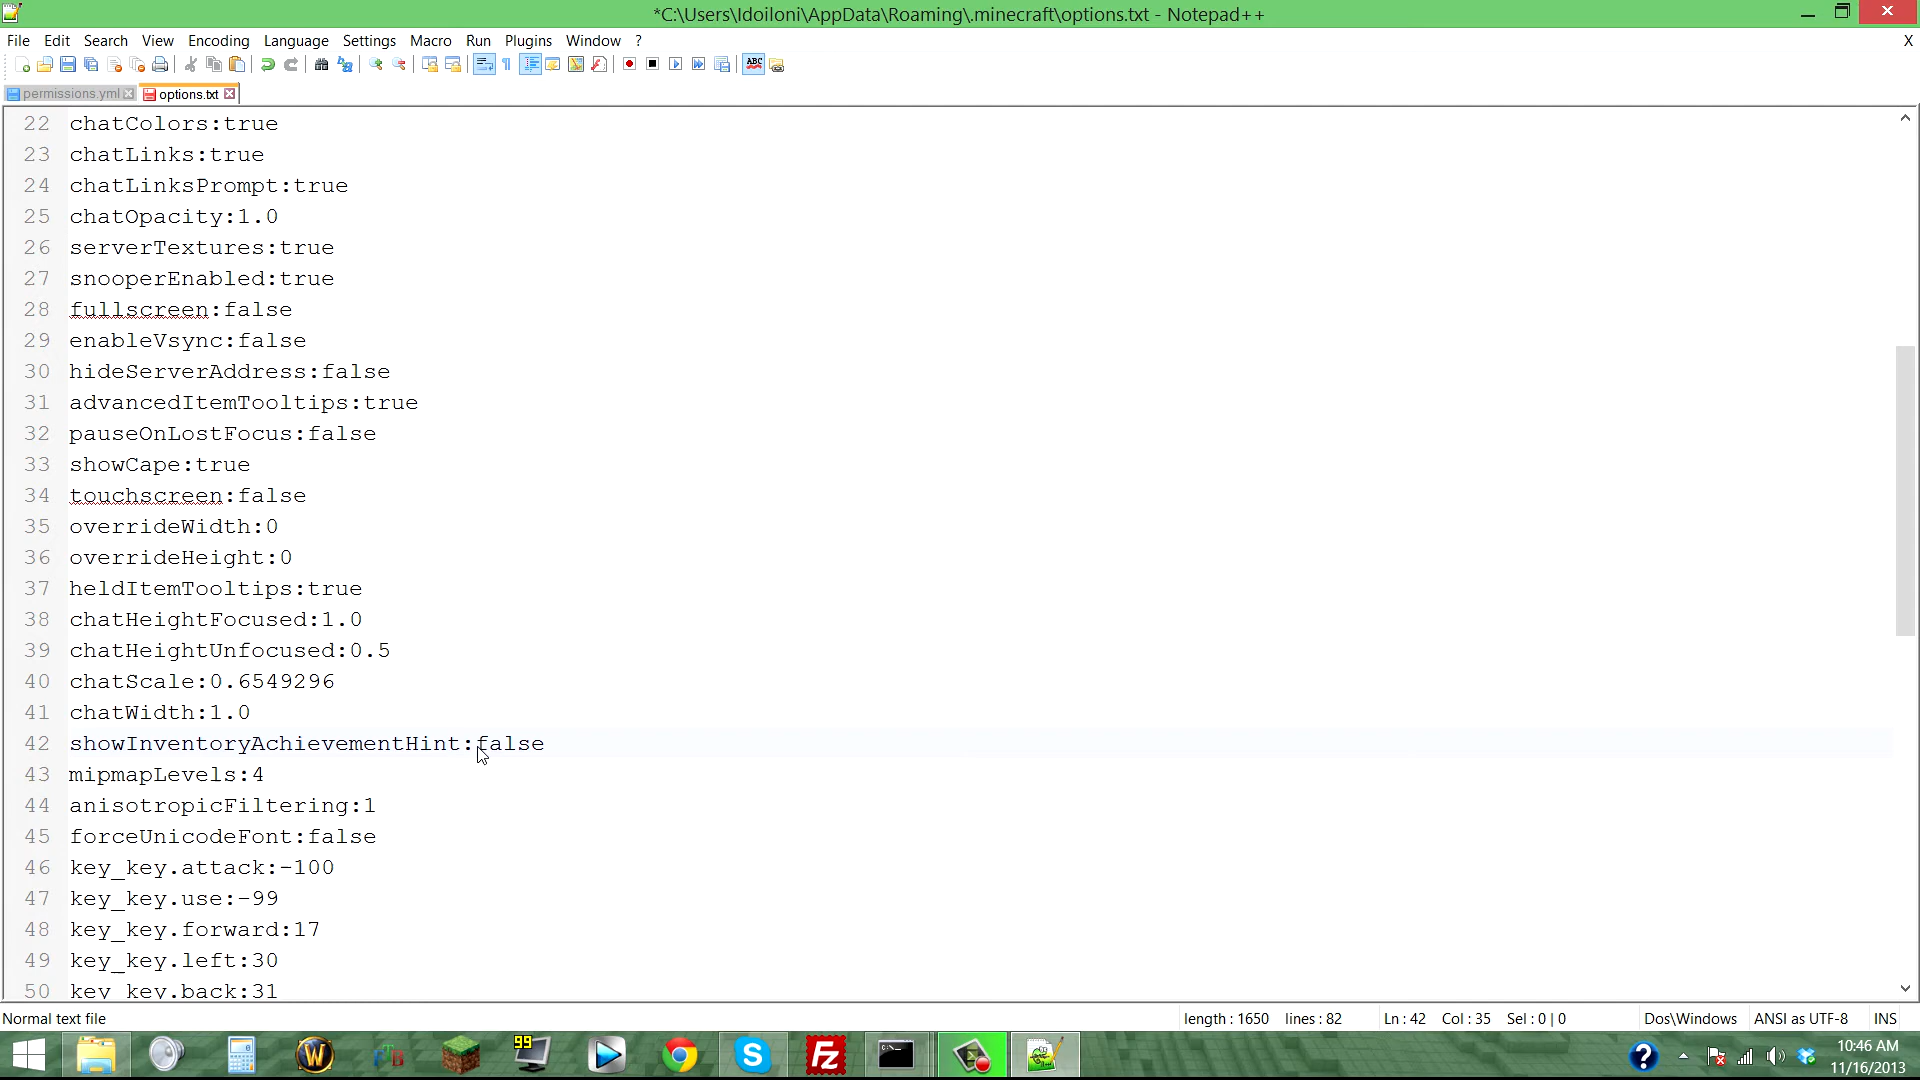 *C:\Users\ldoiloni\AppData\Roaming\.minecraft\options.txt - Notepad++
File Edit Search View Encoding Language Settings Macro Run Plugins Window ? X
ABC
permissions.yml options.txt
22 chatColors:true
23 chatLinks:true
24 chatLinksPrompt:true
25 chatOpacity:1.0
26 serverTextures:true
27 snooperEnabled:true
28 fullscreen:false
29 enableVsync:false
30 hideServerAddress:false
31 advancedItemTooltips:true
32 pauseOnLostFocus:false
33 showCape:true
34 touchscreen:false
35 overrideWidth:0
36 overrideHeight:0
37 heldItemTooltips:true
38 chatHeightFocused:1.0
39 chatHeightUnfocused:0.5
40 chatScale:0.6549296
41 chatWidth:1.0
42 showInventoryAchievementHint:false
43 mipmapLevels:4
44 anisotropicFiltering:1
45 forceUnicodeFont:false
46 key_key.attack:-100
47 key_key.use:-99
48 key_key.forward:17
49 key_key.left:30
50 key_key.back:31
Normal text file length : 1650 lines : 82 Ln : 42 Col : 35 Sel : 0 | 0 Dos\Windows ANSI as UTF-8 INS
99
10:46 AM
11/16/2013